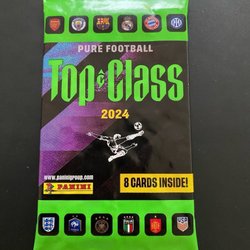 PURE FOOTBALL
Top Class
2024
www.paninigroup.com
PANINI
8 CARDS INSIDE!